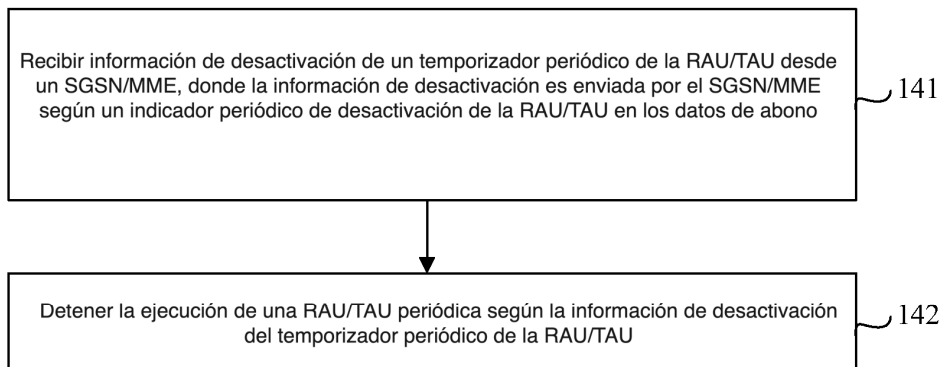 Recibir información de desactivación de un temporizador periódico de la RAU/TAU desde
un SGSN/MME, donde la información de desactivación es enviada por el SGSN/MME
según un indicador periódico de desactivación de la RAU/TAU en los datos de abono
141
Detener la ejecución de una RAU/TAU periódica según la información de desactivación
del temporizador periódico de la RAU/TAU
142